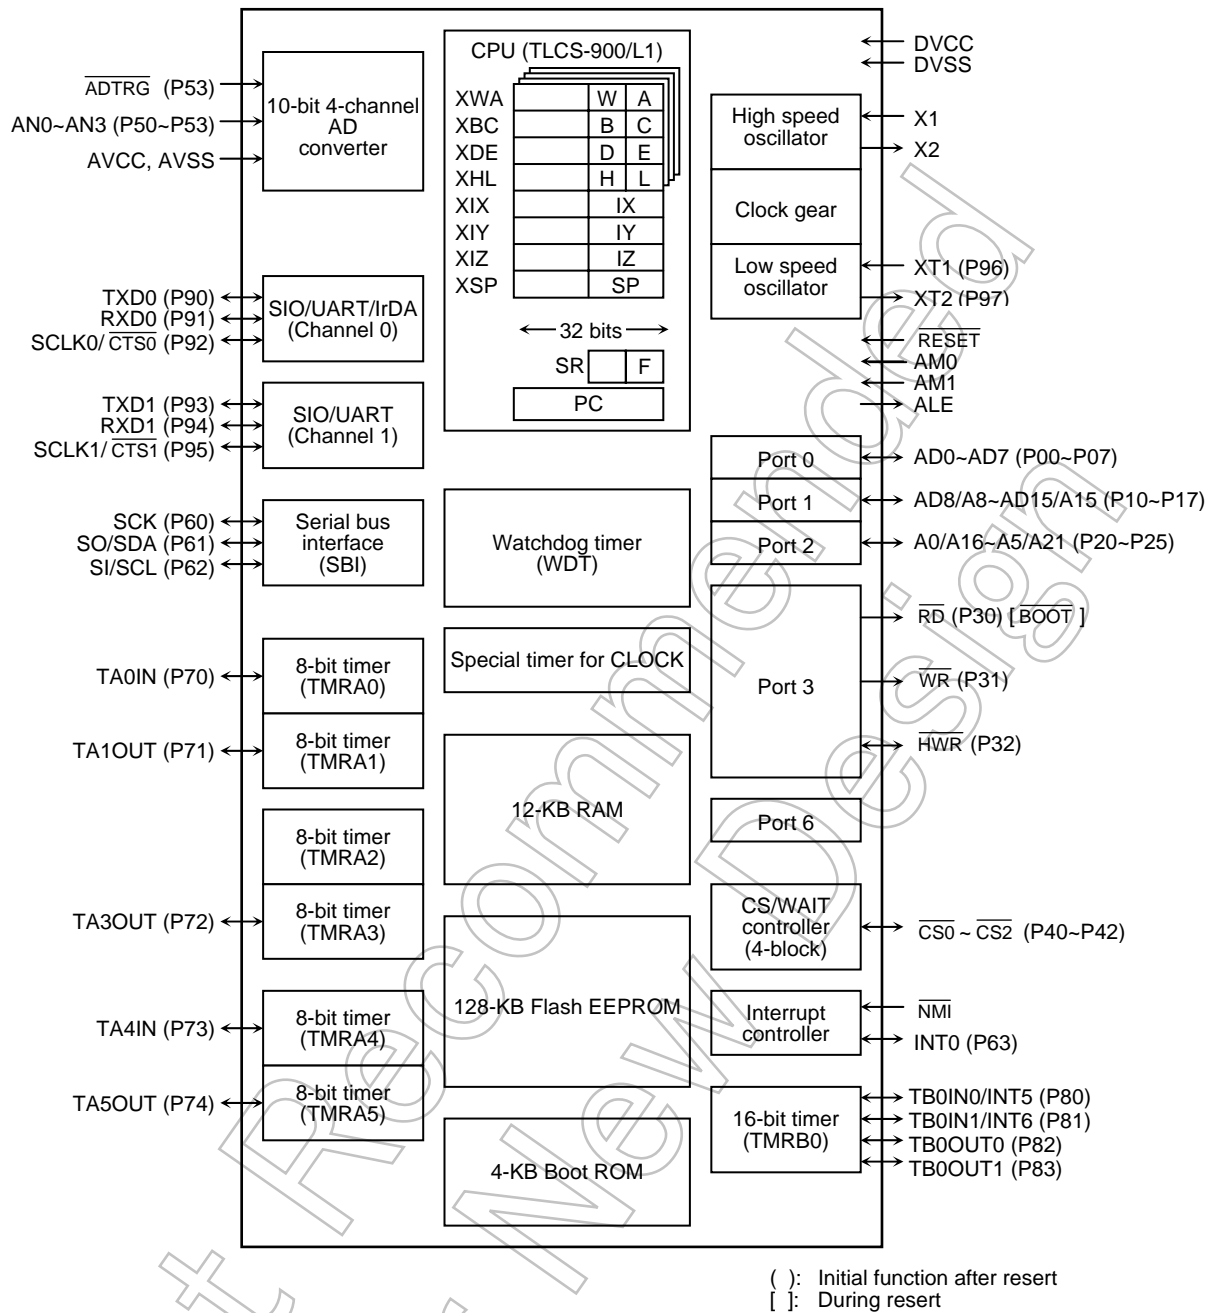 CPU (TLCS-900/L1)
XWA W A
XBC B C
XDE D E
XHL H L
XIX IX
XIY IY
XIZ IZ
XSP SP
32 bits
SR F
PC
ADTRG (P53)
AN0~AN3 (P50~P53)
AVCC, AVSS
10-bit 4-channel
AD
converter
TXD0 (P90)
RXD0 (P91)
SCLK0/ CTS0 (P92)
SIO/UART/IrDA
(Channel 0)
TXD1 (P93)
RXD1 (P94)
SCLK1/ CTS1 (P95)
SIO/UART
(Channel 1)
SCK (P60)
SO/SDA (P61)
SI/SCL (P62)
Serial bus
interface
(SBI)
TA0IN (P70)
8-bit timer
(TMRA0)
TA1OUT (P71)
8-bit timer
(TMRA1)
8-bit timer
(TMRA2)
TA3OUT (P72)
8-bit timer
(TMRA3)
TA4IN (P73)
8-bit timer
(TMRA4)
TA5OUT (P74)
8-bit timer
(TMRA5)
Watchdog timer
(WDT)
Special timer for CLOCK
12-KB RAM
128-KB Flash EEPROM
4-KB Boot ROM
DVCC
DVSS
High speed
oscillator
X1
X2
Clock gear
Low speed
oscillator
XT1 (P96)
XT2 (P97)
RESET
AM0
AM1
ALE
Port 0
AD0~AD7 (P00~P07)
Port 1
AD8/A8~AD15/A15 (P10~P17)
Port 2
A0/A16~A5/A21 (P20~P25)
Port 3
RD (P30) [ BOOT ]
WR (P31)
HWR (P32)
Port 6
CS/WAIT
controller
(4-block)
CS0 ~ CS2 (P40~P42)
Interrupt
controller
NMI
INT0 (P63)
16-bit timer
(TMRB0)
TB0IN0/INT5 (P80)
TB0IN1/INT6 (P81)
TB0OUT0 (P82)
TB0OUT1 (P83)
( ): Initial function after resert
[ ]: During resert
Recommended
New Design